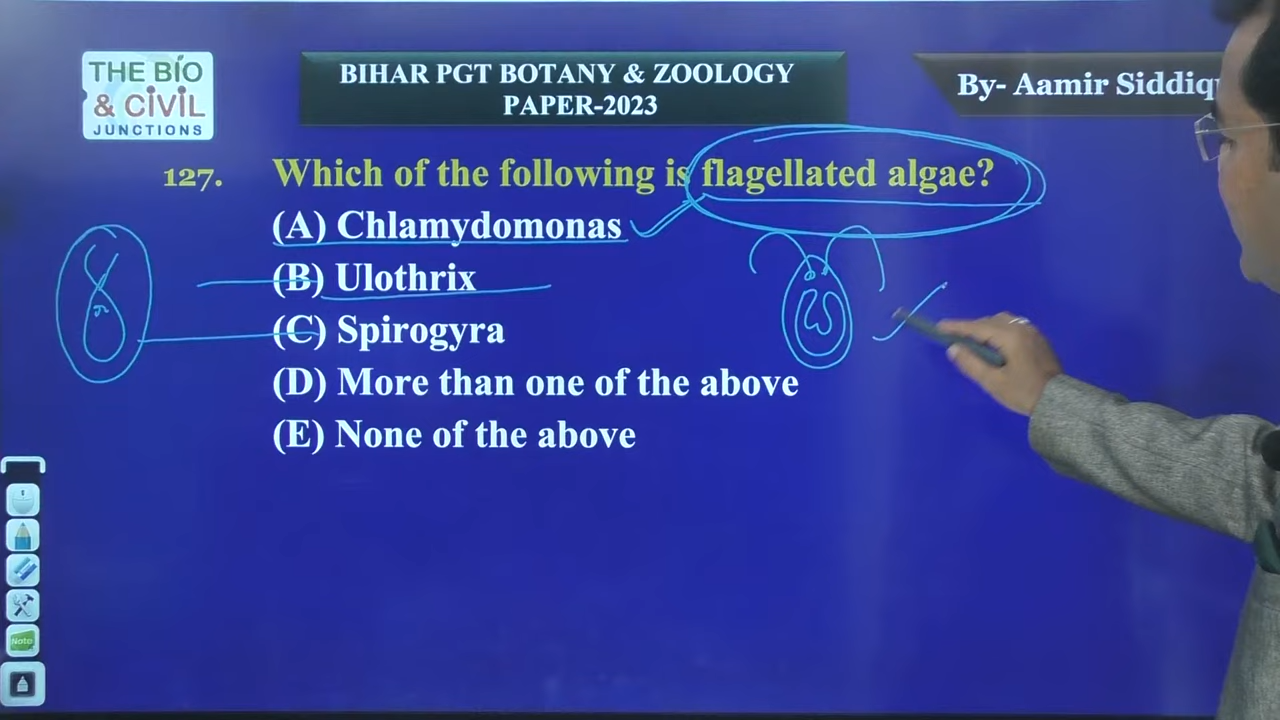 THE BIO
& CIVIL
JUNCTIONS
BIHAR PGT BOTANY & ZOOLOGY
PAPER-2023
By- Aamir
127. Which of the following is flagellated algae?
(A) Chlamydomonas
(B) Ulothrix
(C) Spirogyra
(D) More than one of the above
(E) None of the above
Note